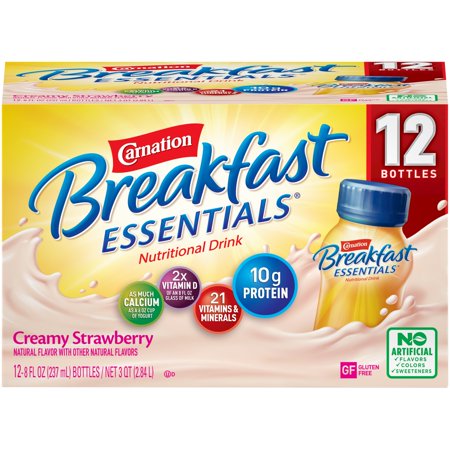 12
BOTTLES
Carnation
Breakfast
ESSENTIALS®
Nutritional Drink
AS MUCH
CALCIUM
AS A 6 OZ CUP
OF YOGURT
2x
VITAMIN D
OF AN 8 FL OZ
GLASS OF MILK
21
VITAMINS &
MINERALS
10g
PROTEIN
Carnation
Breakfast
ESSENTIALS
Nutritional Drink
Creamy Strawberry
NATURAL FLAVOR WITH OTHER NATURAL FLAVORS
12-8 FL OZ (237 mL) BOTTLES / NET 3 QT (2.84 L)
GF GLUTEN
FREE
NO
ARTIFICIAL
✓FLAVORS
✓COLORS
✓SWEETENERS